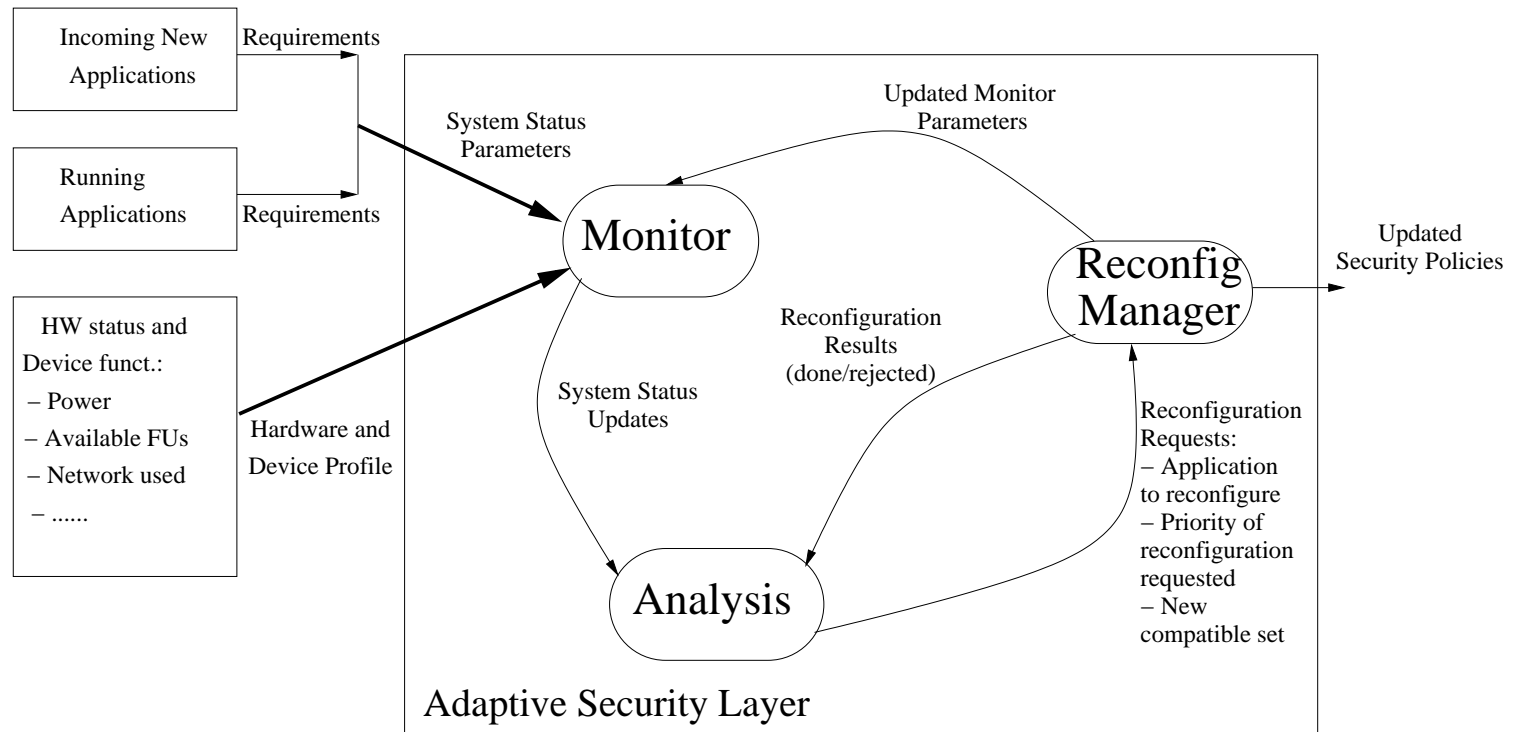 Incoming New
Applications
Requirements
Running
Applications
Requirements
HW status and
Device funct.:
– Power
– Available FUs
– Network used
– ......
Hardware and
Device Profile
System Status
Parameters
Monitor
Updated Monitor
Parameters
Reconfig
Manager
Updated
Security Policies
Reconfiguration
Results
(done/rejected)
System Status
Updates
Reconfiguration
Requests:
– Application
to reconfigure
– Priority of
reconfiguration
requested
– New
compatible set
Analysis
Adaptive Security Layer